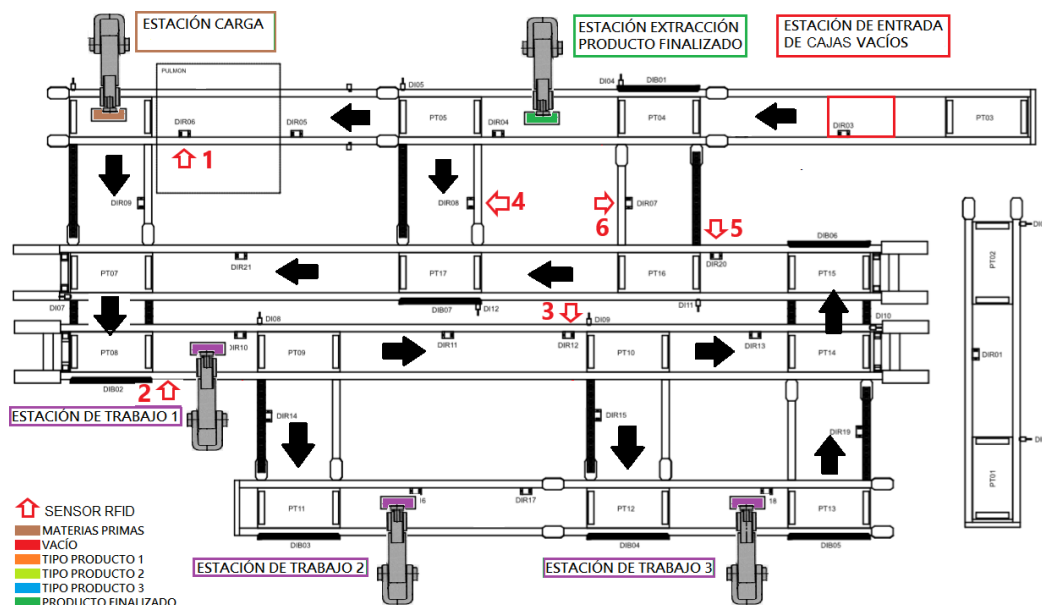 ESTACIÓN CARGA
ESTACIÓN EXTRACCIÓN
PRODUCTO FINALIZADO
ESTACIÓN DE ENTRADA
DE CAJAS VACÍOS
PULMON
DI05
DI04
DIB01
DIR06
DIR05
PT05
DIR04
PT04
DIR03
PT03
1
DIR09
DIR08
4
6
DIR07
5
DIB06
PT07
DIR21
PT17
PT16
DIR20
PT15
PT02
DI07
DIB07
DI12
3
DI11
DI08
DI09
DI10
PT08
DIR10
PT09
DIR11
DIR12
PT10
DIR13
PT14
DIR01
2
DIB02
ESTACIÓN DE TRABAJO 1
DIR14
DIR15
DIR19
PT01
PT11
DIR17
PT12
18
PT13
DIB03
DIB04
DIB05
ESTACIÓN DE TRABAJO 2
ESTACIÓN DE TRABAJO 3
SENSOR RFID
MATERIAS PRIMAS
VACÍO
TIPO PRODUCTO 1
TIPO PRODUCTO 2
TIPO PRODUCTO 3
PRODUCTO FINALIZADO